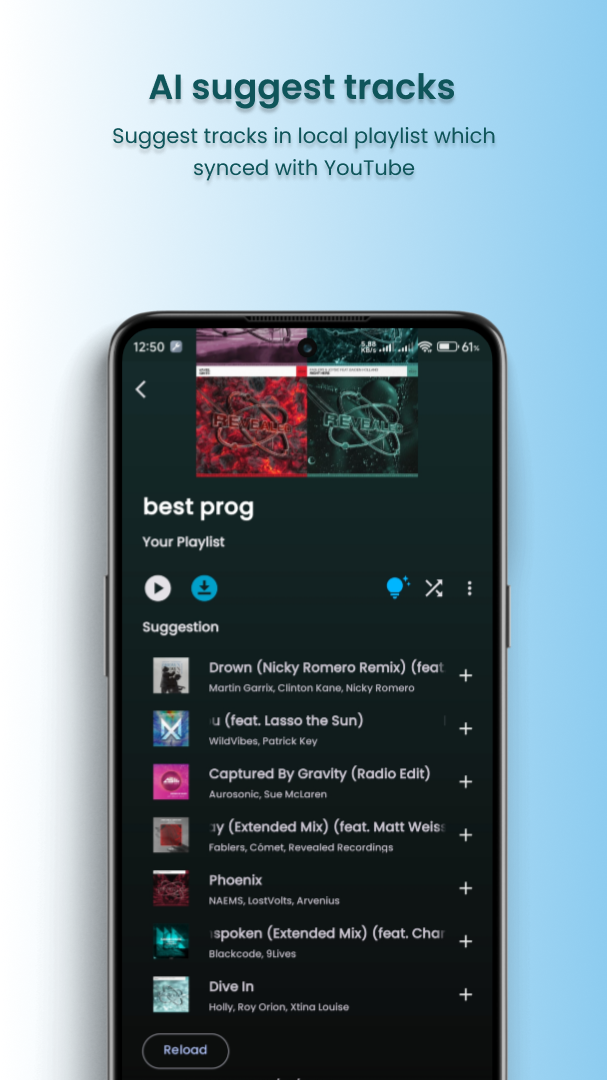 AI suggest tracks
Suggest tracks in local playlist which
synced with YouTube
12:50
5.88
KB/s
61%
REVEALED
REVEALED
best prog
Your Playlist
Suggestion
Drown (Nicky Romero Remix) (feat
Martin Garrix, Clinton Kane, Nicky Romero
u (feat. Lasso the Sun)
WildVibes, Patrick Key
Captured By Gravity (Radio Edit)
Aurosonic, Sue McLaren
ay (Extended Mix) (feat. Matt Weiss
Fablers, Cômet, Revealed Recordings
Phoenix
NAEMS, LostVolts, Arvenius
spoken (Extended Mix) (feat. Char
Blackcode, 9Lives
Dive In
Holly, Roy Orion, Xtina Louise
Reload